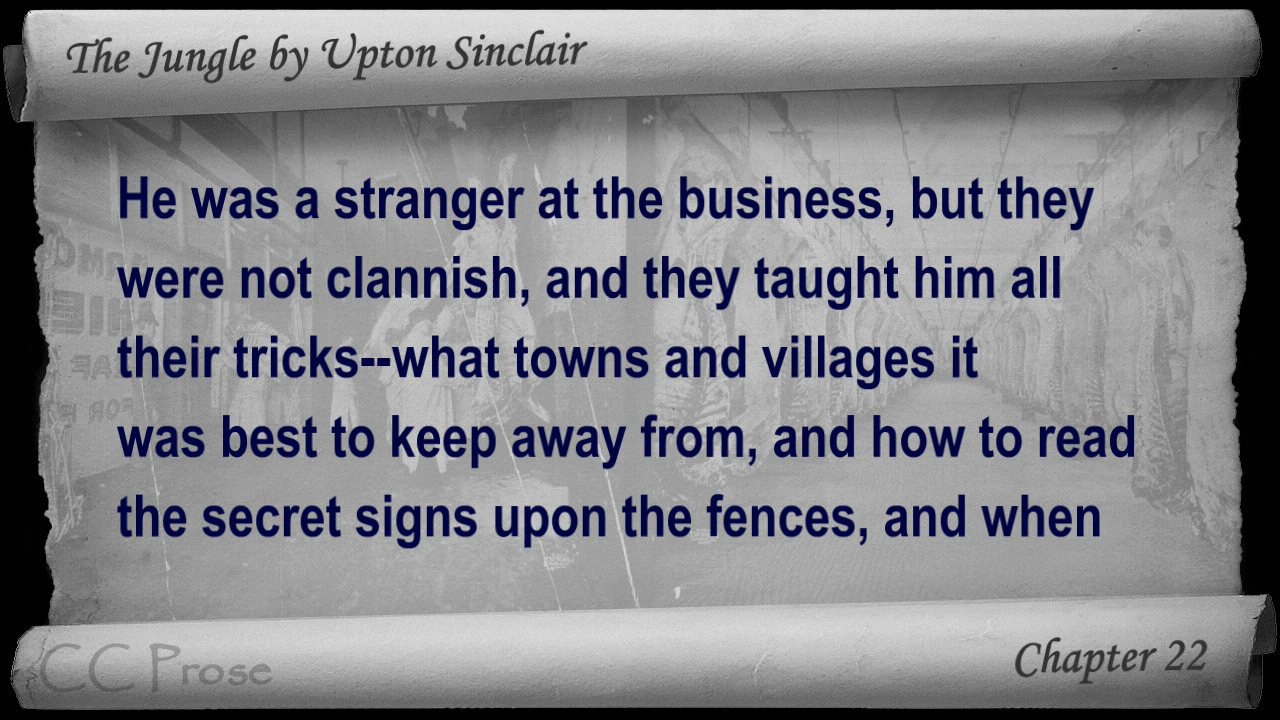 The Jungle by Upton Sinclair
He was a stranger at the business, but they
were not clannish, and they taught him all
their tricks--what towns and villages it
was best to keep away from, and how to read
the secret signs upon the fences, and when
CC Prose
Chapter 22